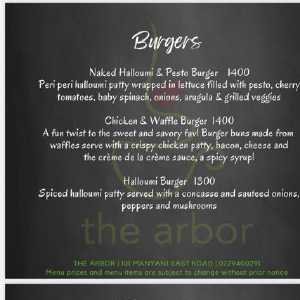 Burgers
Naked Halloumi & Pesto Burger 1400
Peri peri halloumi patty wrapped in lettuce filled with pesto, cherry
tomatoes, baby spinach, onions, arugula & grilled veggies
Chicken & Waffle Burger 1400
A fun twist to the sweet and savory fav! Burger buns made from
waffles serve with a crispy chicken patty, bacon, cheese and
the crème de la crème sauce, a spicy syrup!
Halloumi Burger 1300
Spiced halloumi patty served with a concasse and sauteed onions,
peppers and mushrooms
the arbor
THE ARBOR | 101 MANYANI EAST ROAD | 0729400291
Menu prices and menu items are subject to change without prior notice